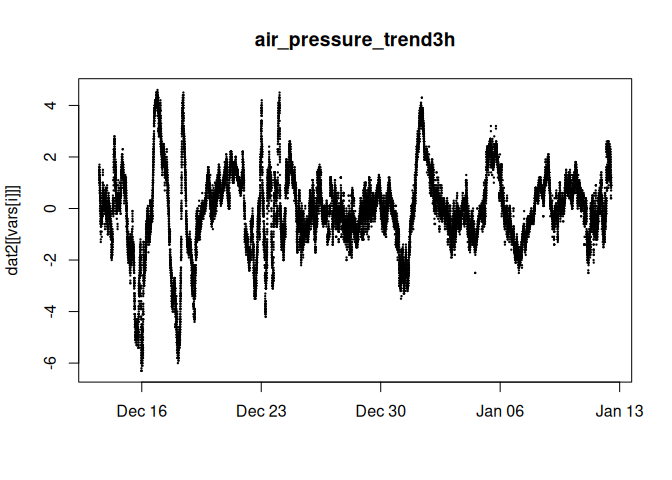 air_pressure_trend3h
dat2[[vars[i]]]
4
2
0
-2
-4
-6
Dec 16
Dec 23
Dec 30
Jan 06
Jan 13